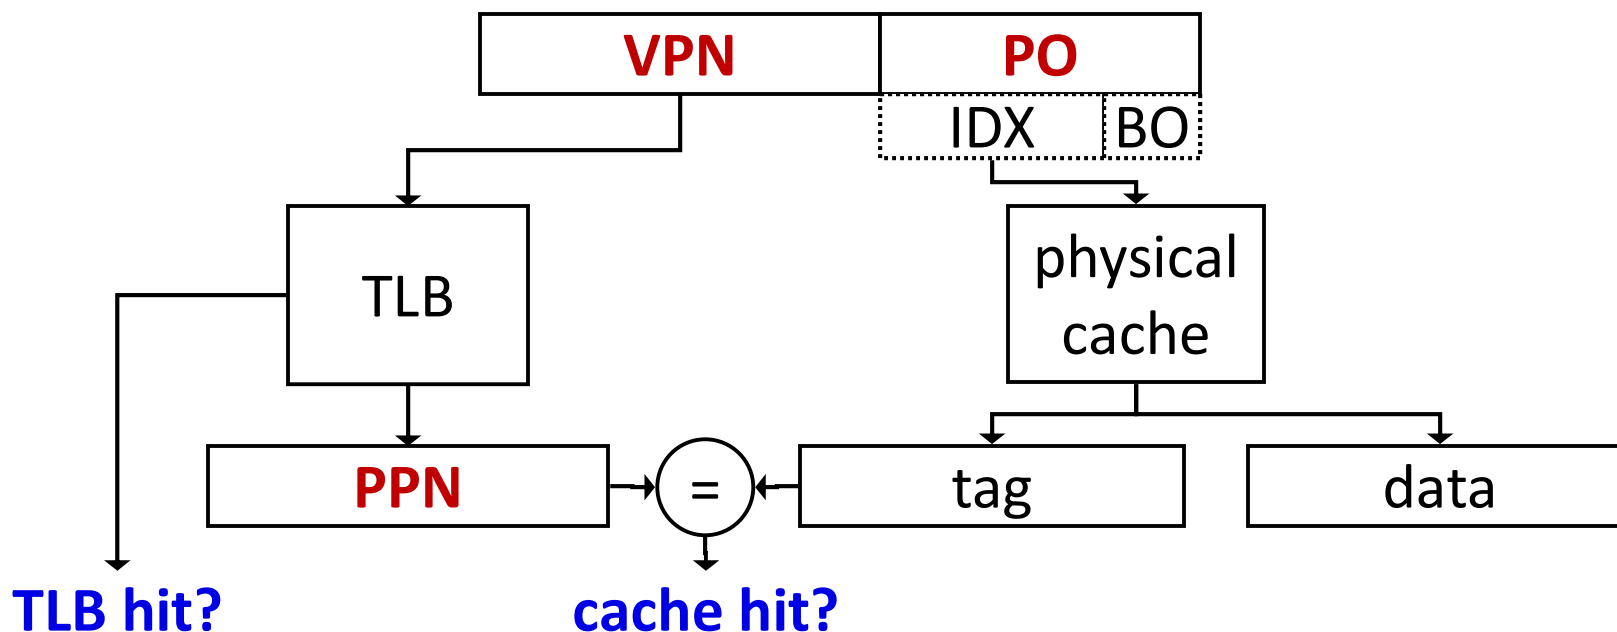 VPN
PO
IDX
BO
TLB
physical
cache
PPN
=
tag
data
TLB hit?
cache hit?